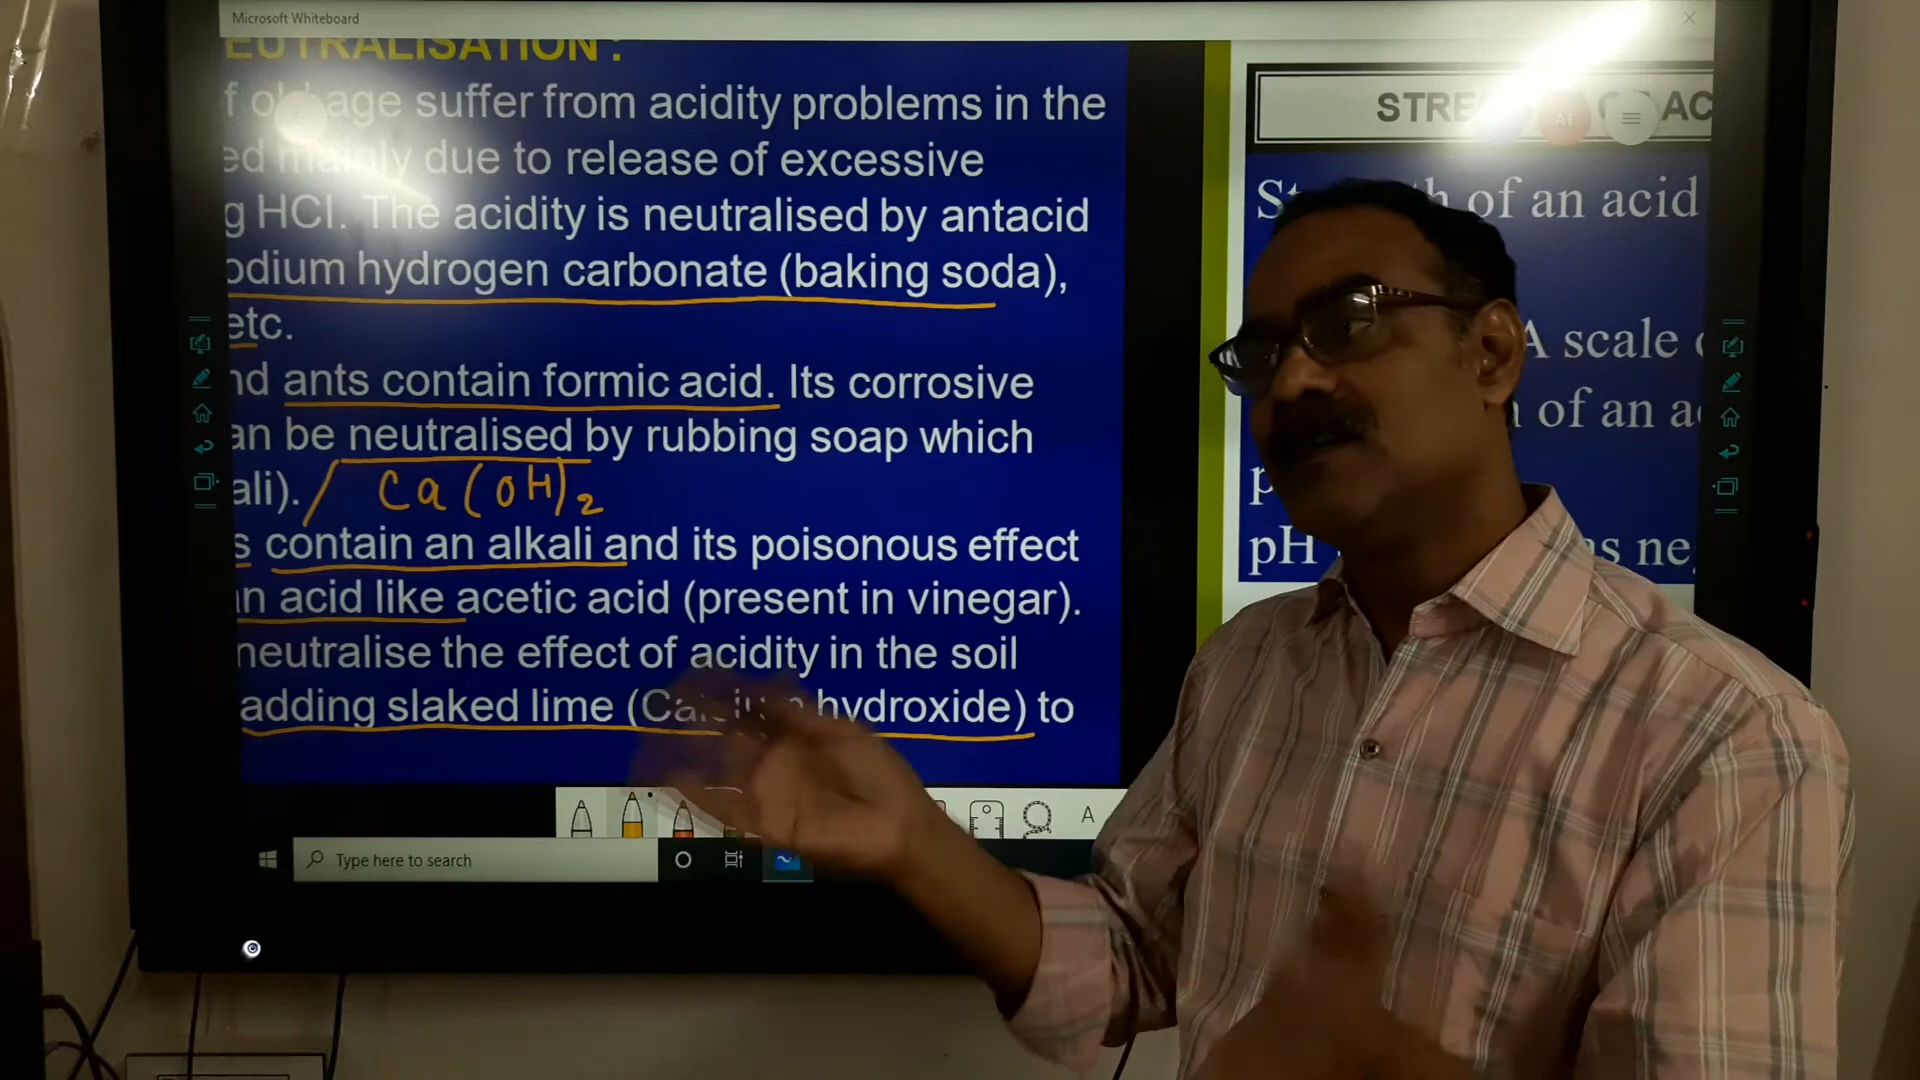 Microsoft Whiteboard
EUTRALISATION :
f old age suffer from acidity problems in the
ed mainly due to release of excessive
g HCl. The acidity is neutralised by antacid
odium hydrogen carbonate (baking soda),
etc.
nd ants contain formic acid. Its corrosive
an be neutralised by rubbing soap which
ali). / Ca(OH)2
s contain an alkali and its poisonous effect
an acid like acetic acid (present in vinegar).
neutralise the effect of acidity in the soil
adding slaked lime (Calcium hydroxide) to
AC
of an acid
A scale
of an a
pH
ne
A
Type here to search